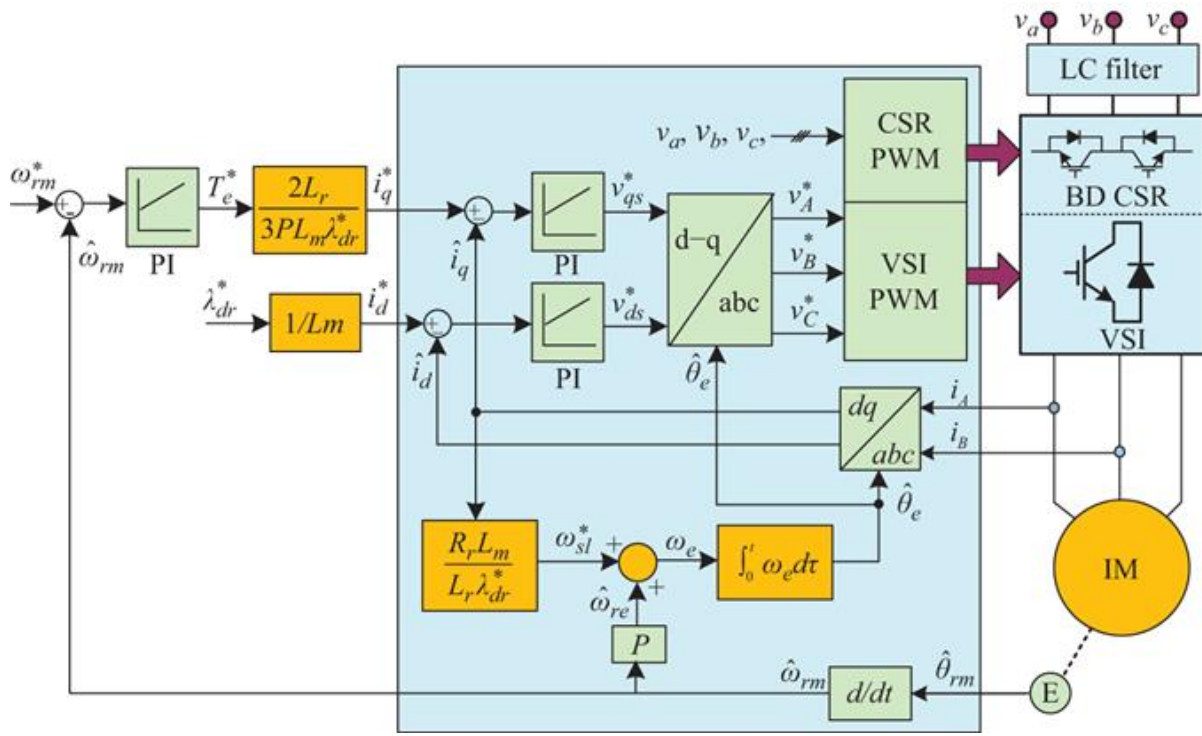 v_a v_b v_c
LC filter
v_a, v_b, v_c,
CSR
PWM
BD CSR
ω*_rm
T*_e
2L_r
3PL_mλ*_dr
i*_q
v*_qs
d−q
abc
v*_A
v*_B
v*_C
VSI
PWM
VSI
ω̂_rm
PI
î_q
PI
λ*_dr
1/Lm
i*_d
v*_ds
î_d
PI
θ̂_e
dq
abc
i_A
i_B
θ̂_e
R_rL_m
L_rλ*_dr
ω*_sl
+
ω_e
∫₀ᵗ ω_e dτ
+
ω̂_re
IM
P
ω̂_rm
d/dt
θ̂_rm
E